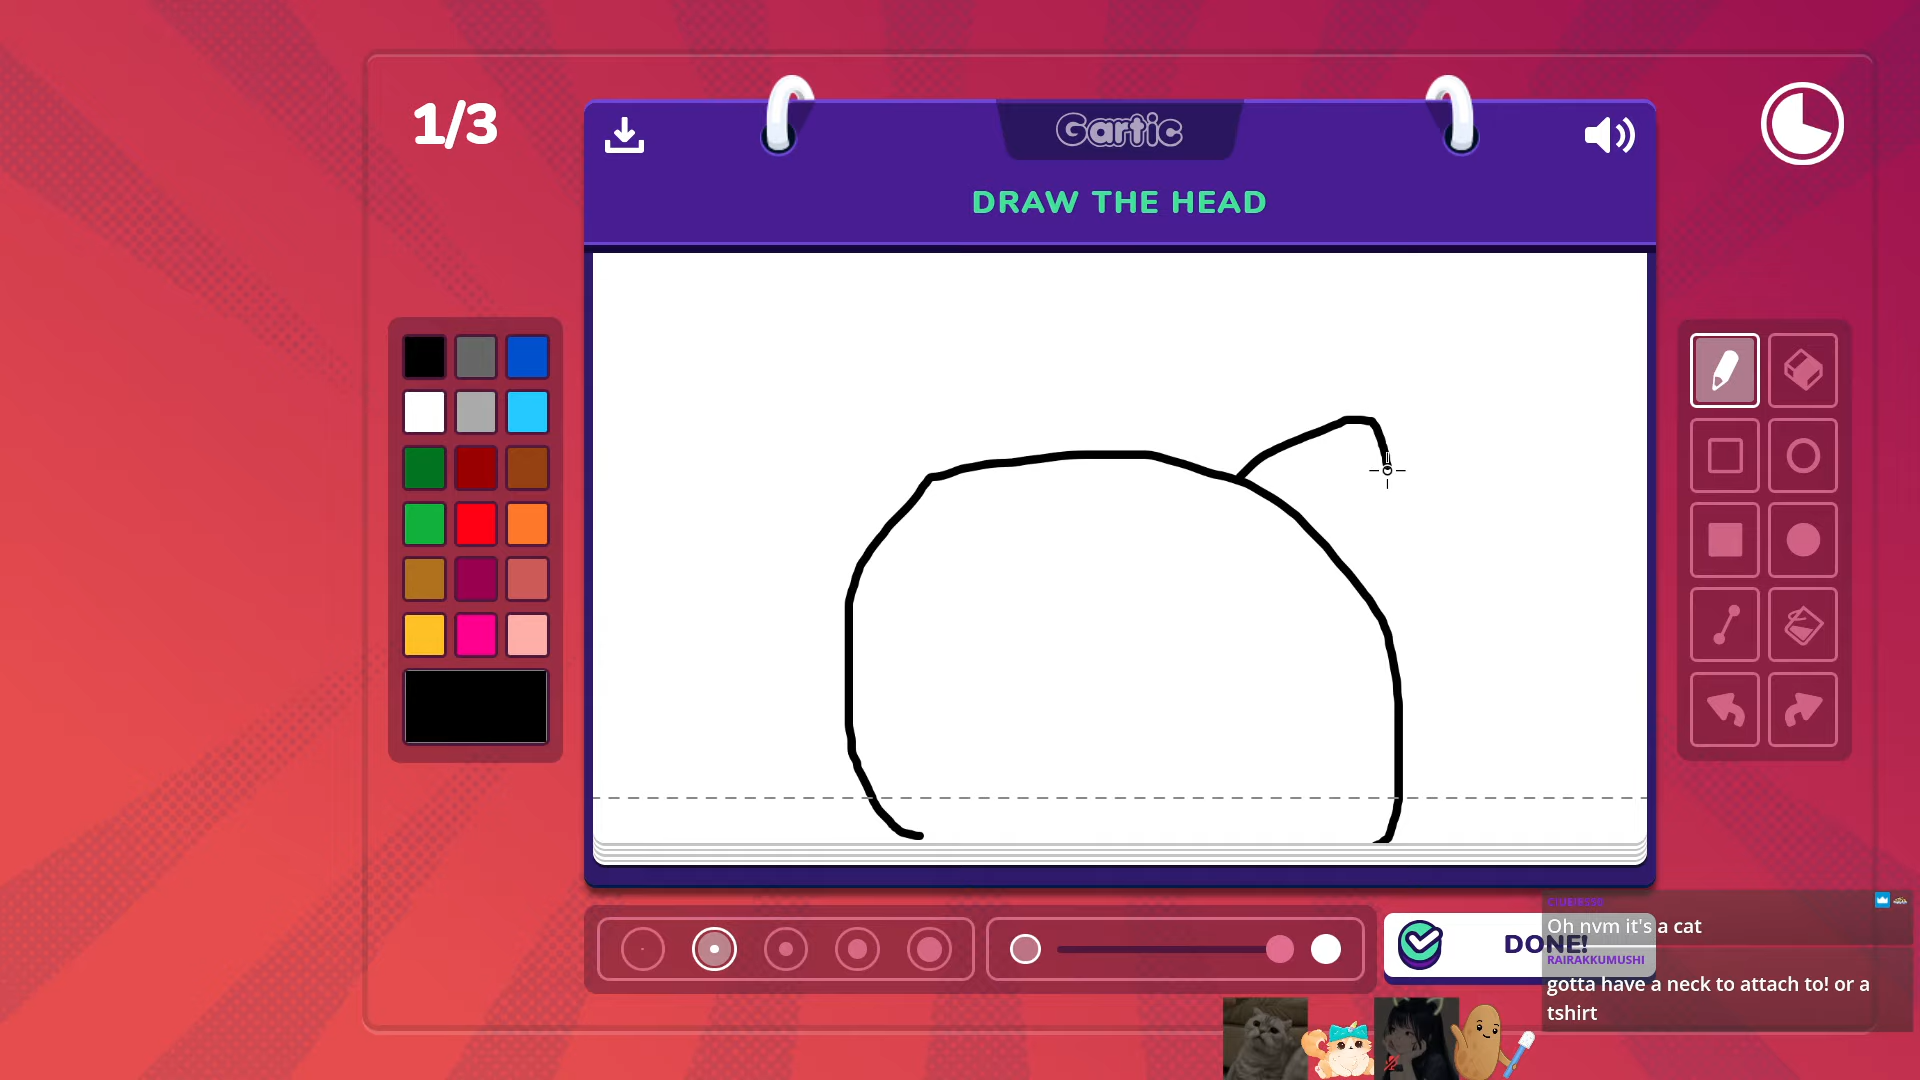 1/3
Gartic
DRAW THE HEAD
Oh nvm it's a cat
DONE!
RAIRAKKUMUSHI
gotta have a neck to attach to! or a
tshirt